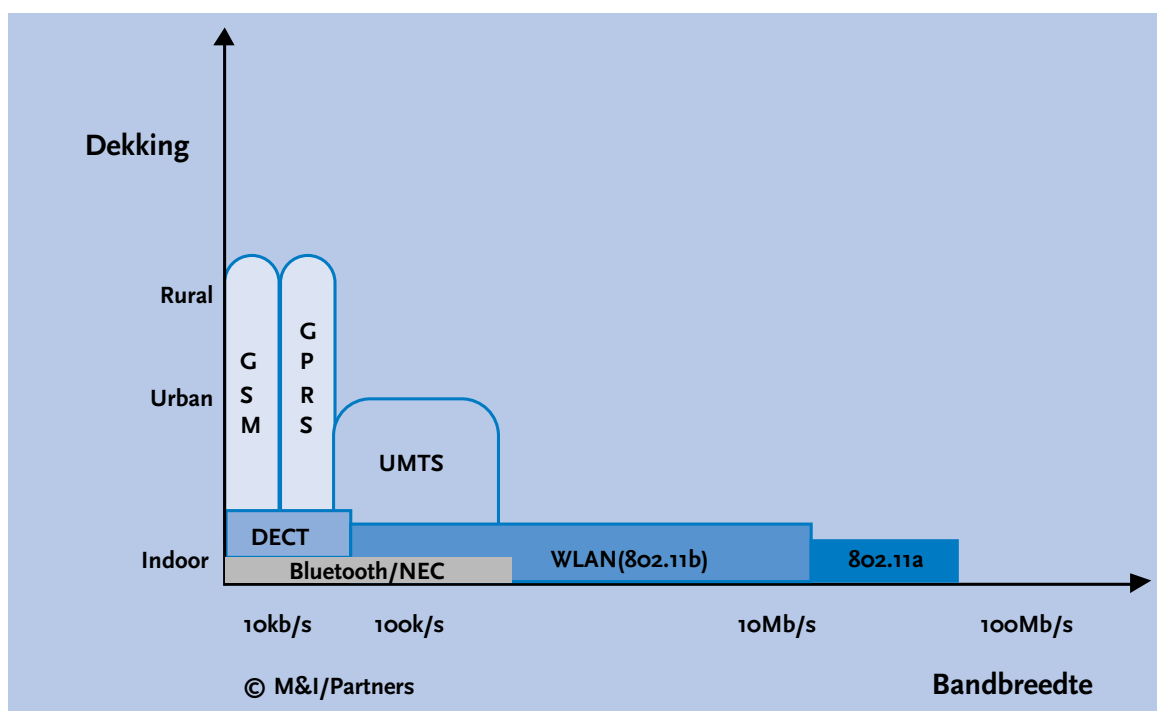 Dekking
Rural
Urban
Indoor
G
S
M
G
P
R
S
UMTS
DECT
Bluetooth/NEC
WLAN(802.11b)
802.11a
10kb/s
100k/s
10Mb/s
100Mb/s
© M&I/Partners
Bandbreedte